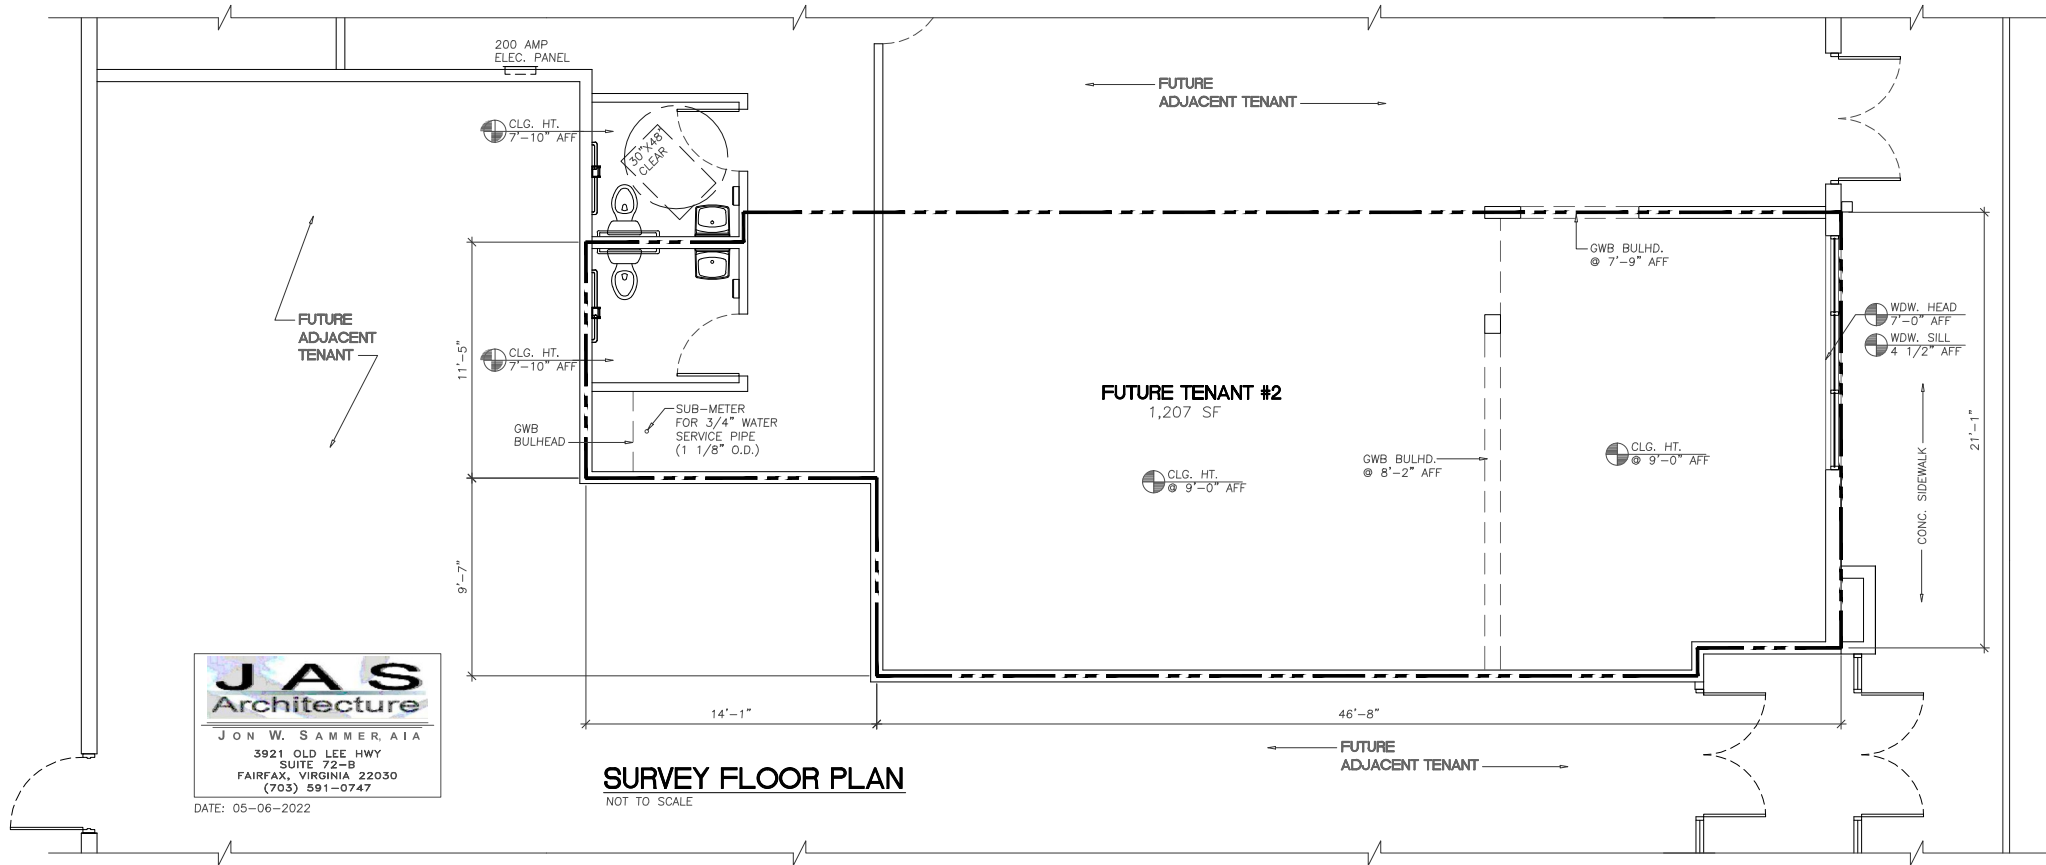 200 AMP
ELEC. PANEL
FUTURE
ADJACENT TENANT
CLG. HT.
7'-10" AFF
30"X48"
CLEAR
GWB BULHD.
@ 7'-9" AFF
FUTURE
ADJACENT
TENANT
11'-5"
CLG. HT.
7'-10" AFF
WDW. HEAD
7'-0" AFF
WDW. SILL
4 1/2" AFF
FUTURE TENANT #2
1,207 SF
SUB-METER
FOR 3/4" WATER
SERVICE PIPE
(1 1/8" O.D.)
GWB
BULHEAD
21'-1"
CLG. HT.
@ 9'-0" AFF
GWB BULHD.
@ 8'-2" AFF
CLG. HT.
@ 9'-0" AFF
CONC. SIDEWALK
9'-7"
14'-1"
46'-8"
JAS
Architecture
JON W. SAMMER, AIA
3921 OLD LEE HWY
SUITE 72-B
FAIRFAX, VIRGINIA 22030
(703) 591-0747
DATE: 05-06-2022
SURVEY FLOOR PLAN
NOT TO SCALE
FUTURE
ADJACENT TENANT